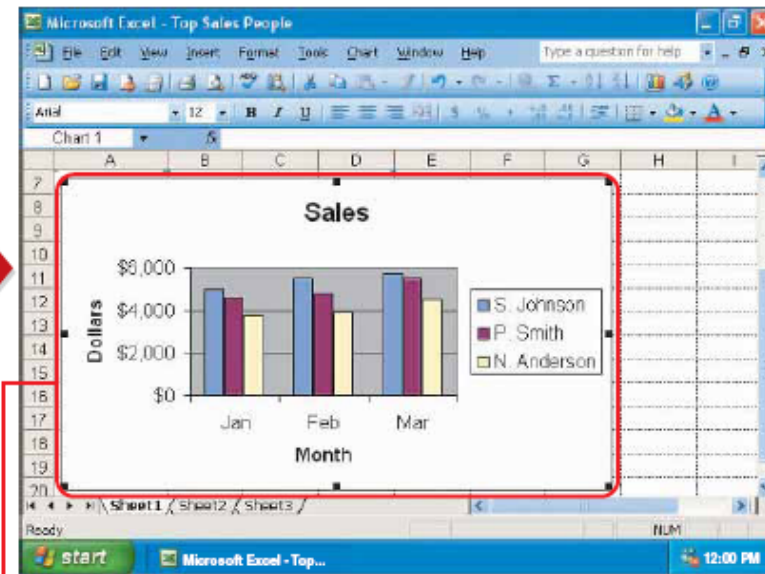 Microsoft Excel - Top Sales People
File Edit View Insert Format Tools Chart Window Help Type a question for help
Arial 12 B I U
Chart 1 fx
A B C D E F G H I
7
8
9
10
11
12
13
14
15
16
17
18
19
20
Sales
$6,000
$4,000
$2,000
$0
Dollars
Jan Feb Mar
Month
S. Johnson
P. Smith
N. Anderson
Sheet1 / Sheet2 / Sheet3 /
Ready NUM
start Microsoft Excel - Top... 12:00 PM